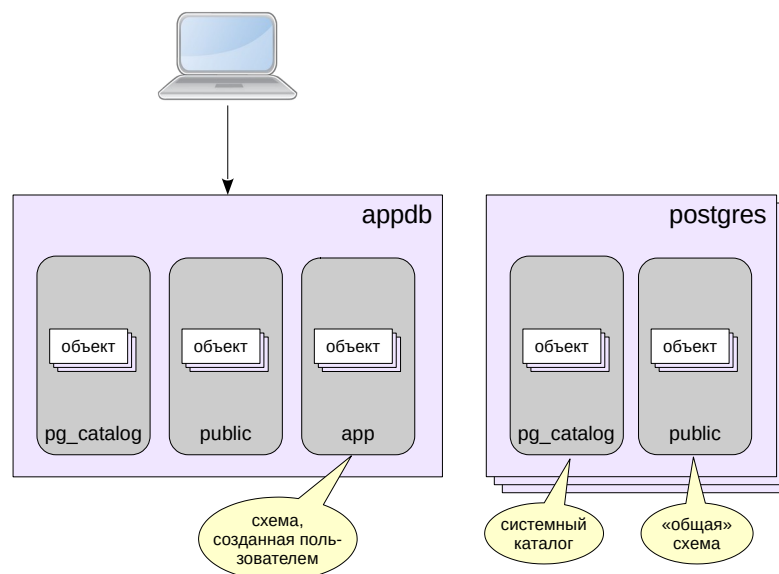 appdb
postgres
объект
объект
объект
объект
объект
pg_catalog
public
app
pg_catalog
public
схема,
созданная поль-
зователем
системный
каталог
«общая»
схема